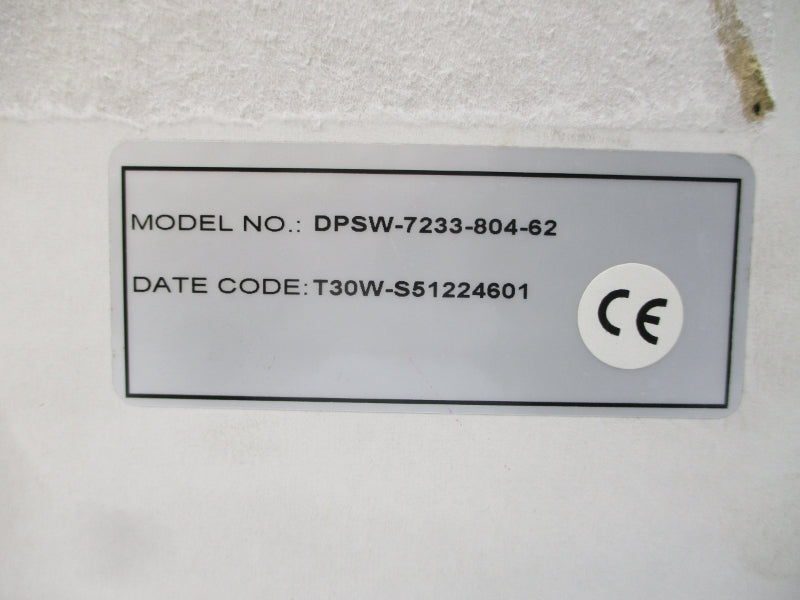 MODEL NO.: DPSW-7233-804-62
DATE CODE: T30W-S51224601
CE